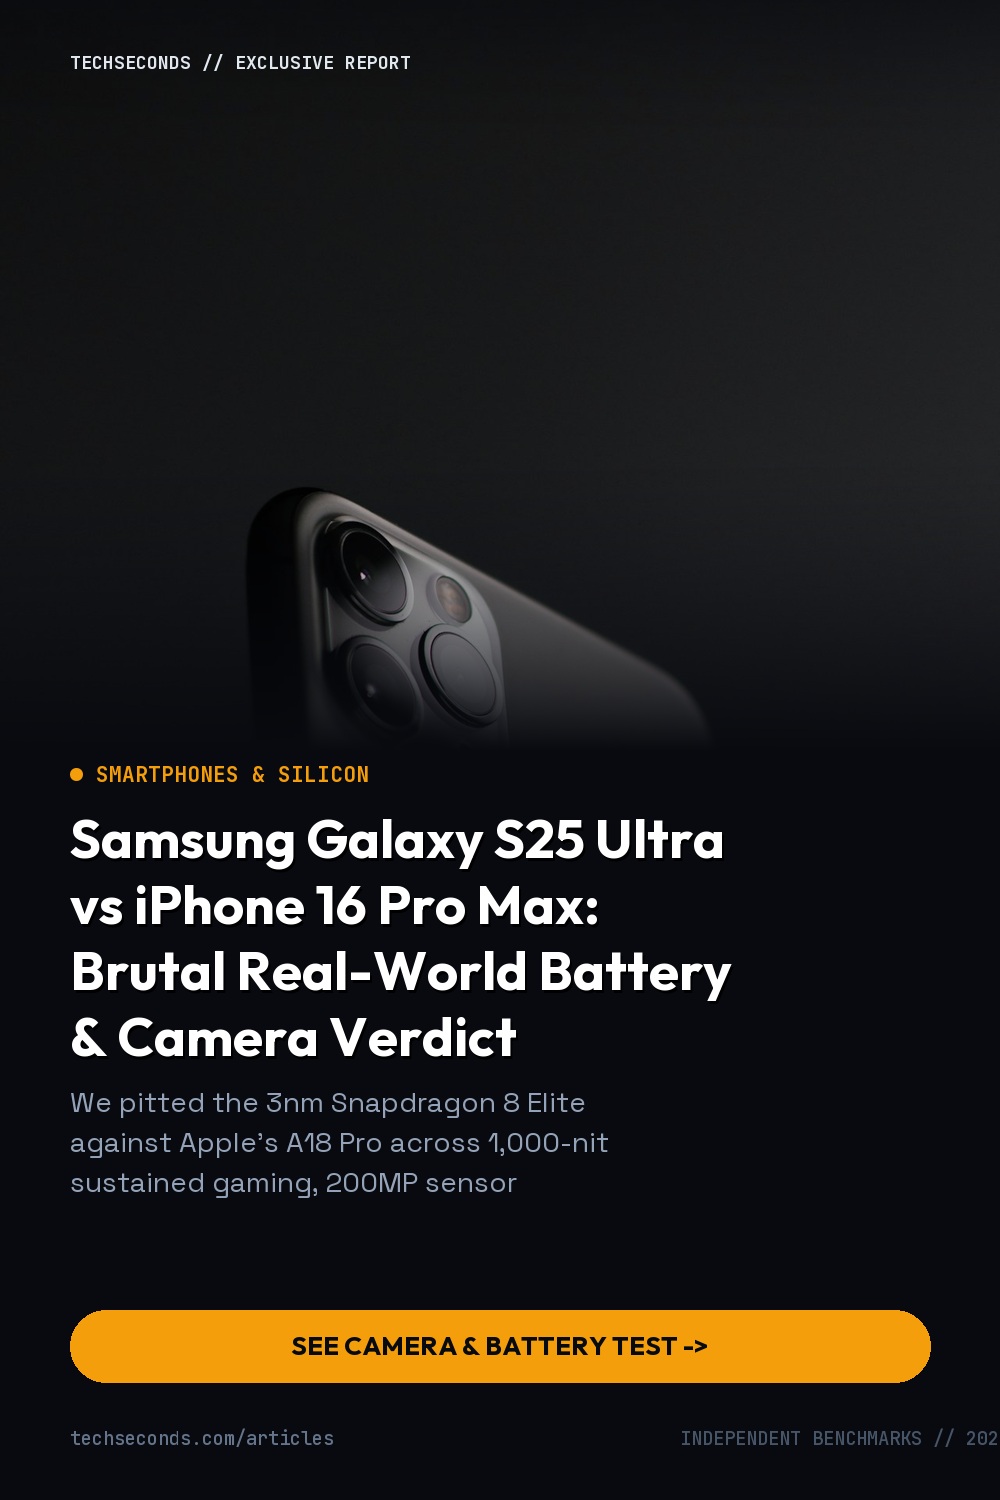 TECHSECONDS // EXCLUSIVE REPORT
SMARTPHONES & SILICON
Samsung Galaxy S25 Ultra
vs iPhone 16 Pro Max:
Brutal Real-World Battery
& Camera Verdict
We pitted the 3nm Snapdragon 8 Elite
against Apple's A18 Pro across 1,000-nit
sustained gaming, 200MP sensor
SEE CAMERA & BATTERY TEST ->
techseconds.com/articles
INDEPENDENT BENCHMARKS // 202